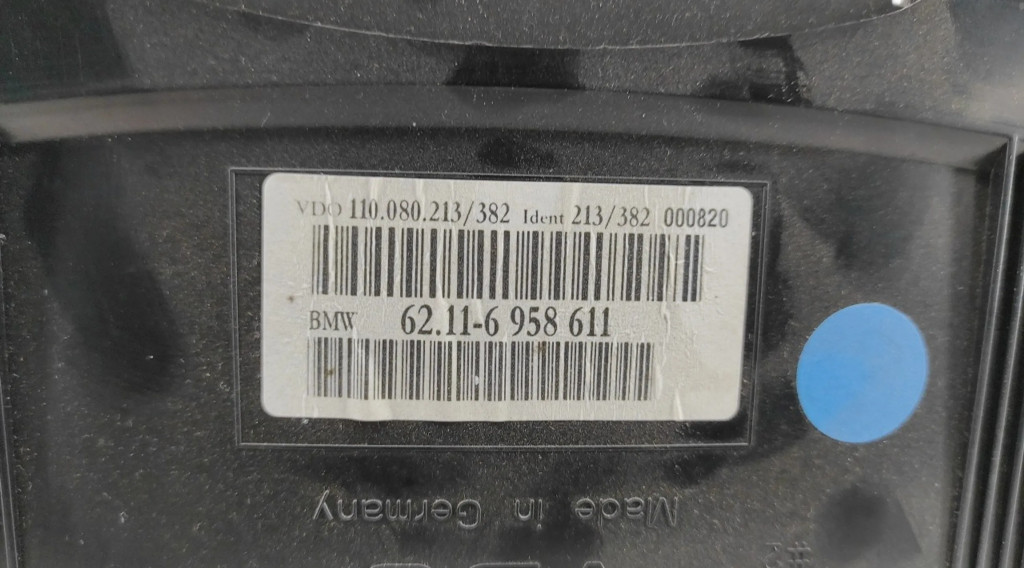 VDO 110.080.213/382 Ident 213/382 000820
BMW 62.11-6 958 611
Made in Germany